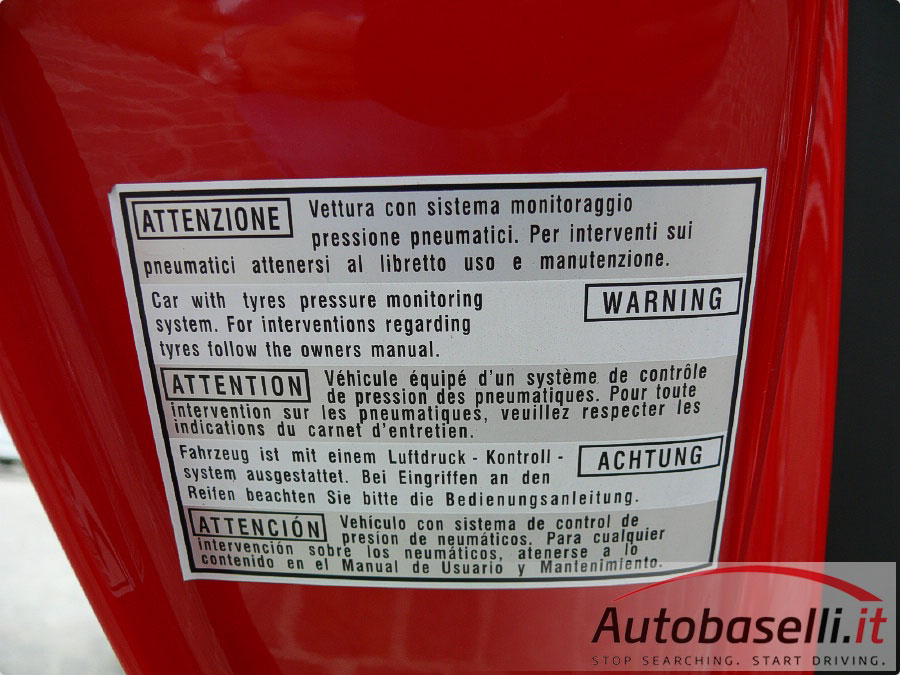 ATTENZIONE Vettura con sistema monitoraggio
pressione pneumatici. Per interventi sui
pneumatici attenersi al libretto uso e manutenzione.
Car with tyres pressure monitoring WARNING
system. For interventions regarding
tyres follow the owners manual.
ATTENTION Véhicule équipé d'un système de contrôle
de pression des pneumatiques. Pour toute
intervention sur les pneumatiques, veuillez respecter les
indications du carnet d'entretien.
Fahrzeug ist mit einem Luftdruck - Kontroll - ACHTUNG
system ausgestattet. Bei Eingriffen an den
Reifen beachten Sie bitte die Bedienungsanleitung.
ATTENCIÓN Vehículo con sistema de control de
presion de neumáticos. Para cualquier
intervención sobre los neumáticos, atenerse a lo
contenido en el Manual de Usuario y Mantenimiento.
Autobaselli.it
STOP SEARCHING. START DRIVING.